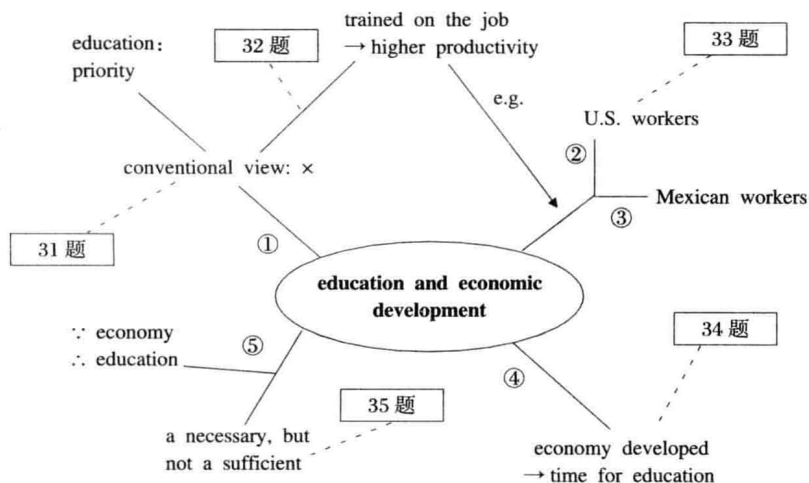 education:
priority
32 题
trained on the job
→ higher productivity
33 题
e.g.
U.S. workers
②
conventional view: ×
Mexican workers
③
31 题
①
education and economic
development
∵ economy
∴ education
⑤
34 题
④
35 题
a necessary, but
not a sufficient
economy developed
→ time for education